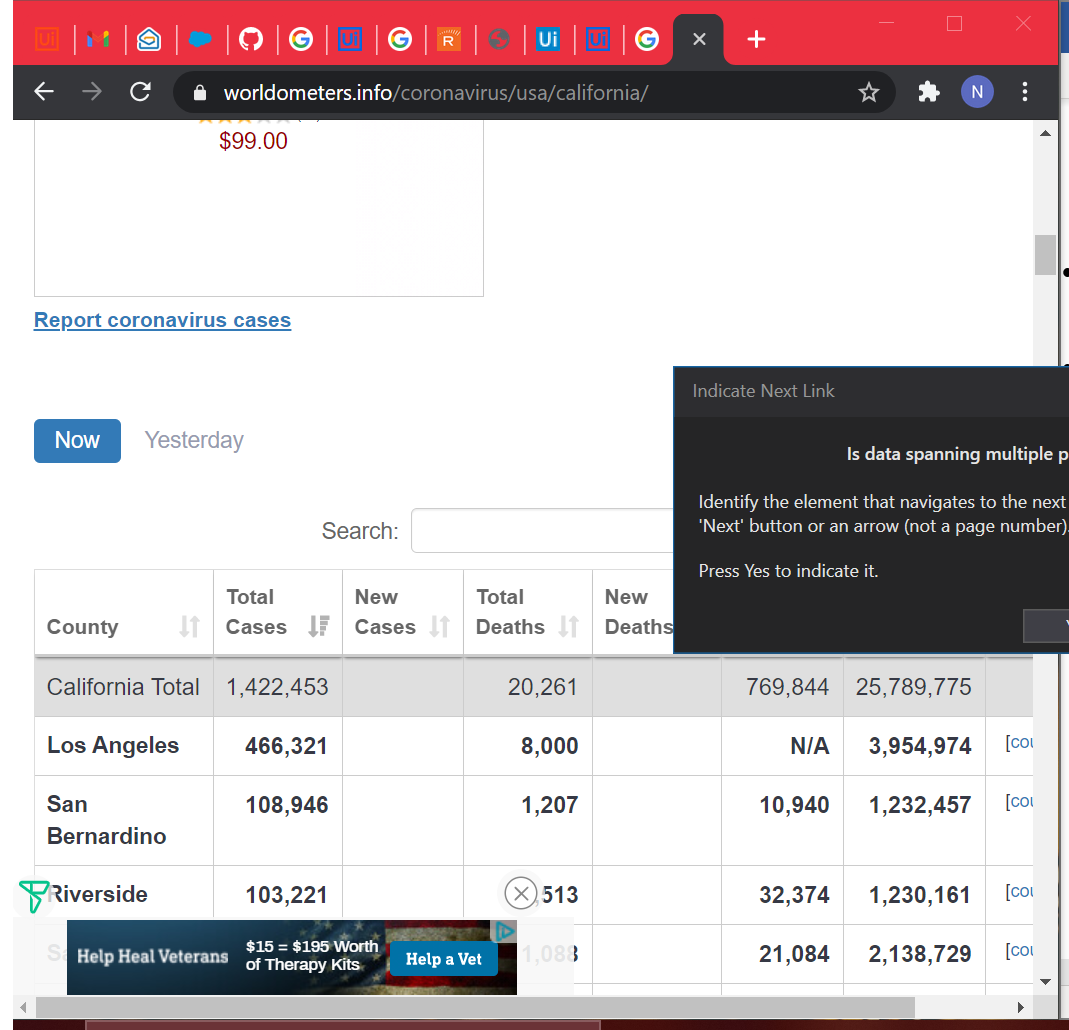 worldometers.info/coronavirus/usa/california/
N
$99.00
Report coronavirus cases
Now Yesterday
Indicate Next Link
Is data spanning multiple p
Identify the element that navigates to the next
'Next' button or an arrow (not a page number).
Press Yes to indicate it.
Search:
County Total Cases New Cases Total Deaths New Deaths
California Total 1,422,453 20,261 769,844 25,789,775
Los Angeles 466,321 8,000 N/A 3,954,974 [cou
San Bernardino 108,946 1,207 10,940 1,232,457 [cou
Riverside 103,221 ,513 32,374 1,230,161 [cou
1,088 21,084 2,138,729 [cou
Help Heal Veterans
$15 = $195 Worth
of Therapy Kits
Help a Vet